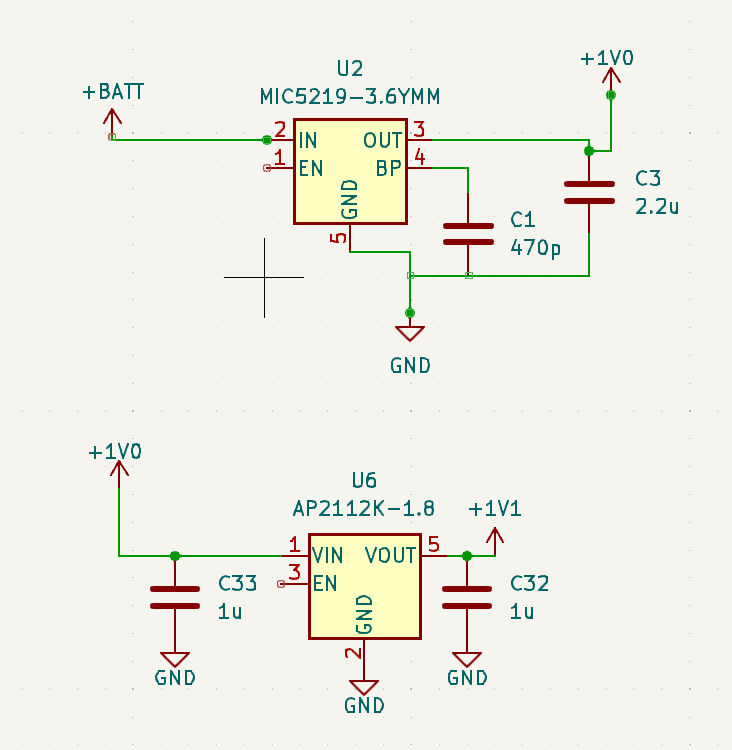 +BATT
U2
MIC5219-3.6YMM
2
IN
OUT
3
1
EN
BP
4
GND
5
+1V0
C3
2.2u
C1
470p
GND
+1V0
U6
AP2112K-1.8
+1V1
1
VIN
VOUT
5
3
EN
GND
2
C33
1u
C32
1u
GND
GND
GND